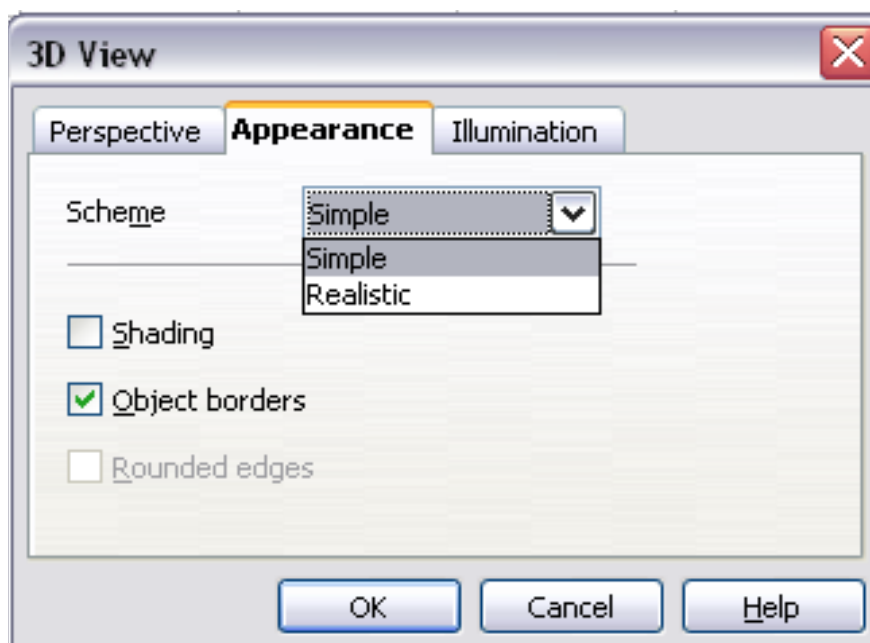 3D View
Perspective Appearance Illumination
Scheme Simple
Simple
Realistic
Shading
Object borders
Rounded edges
OK Cancel Help